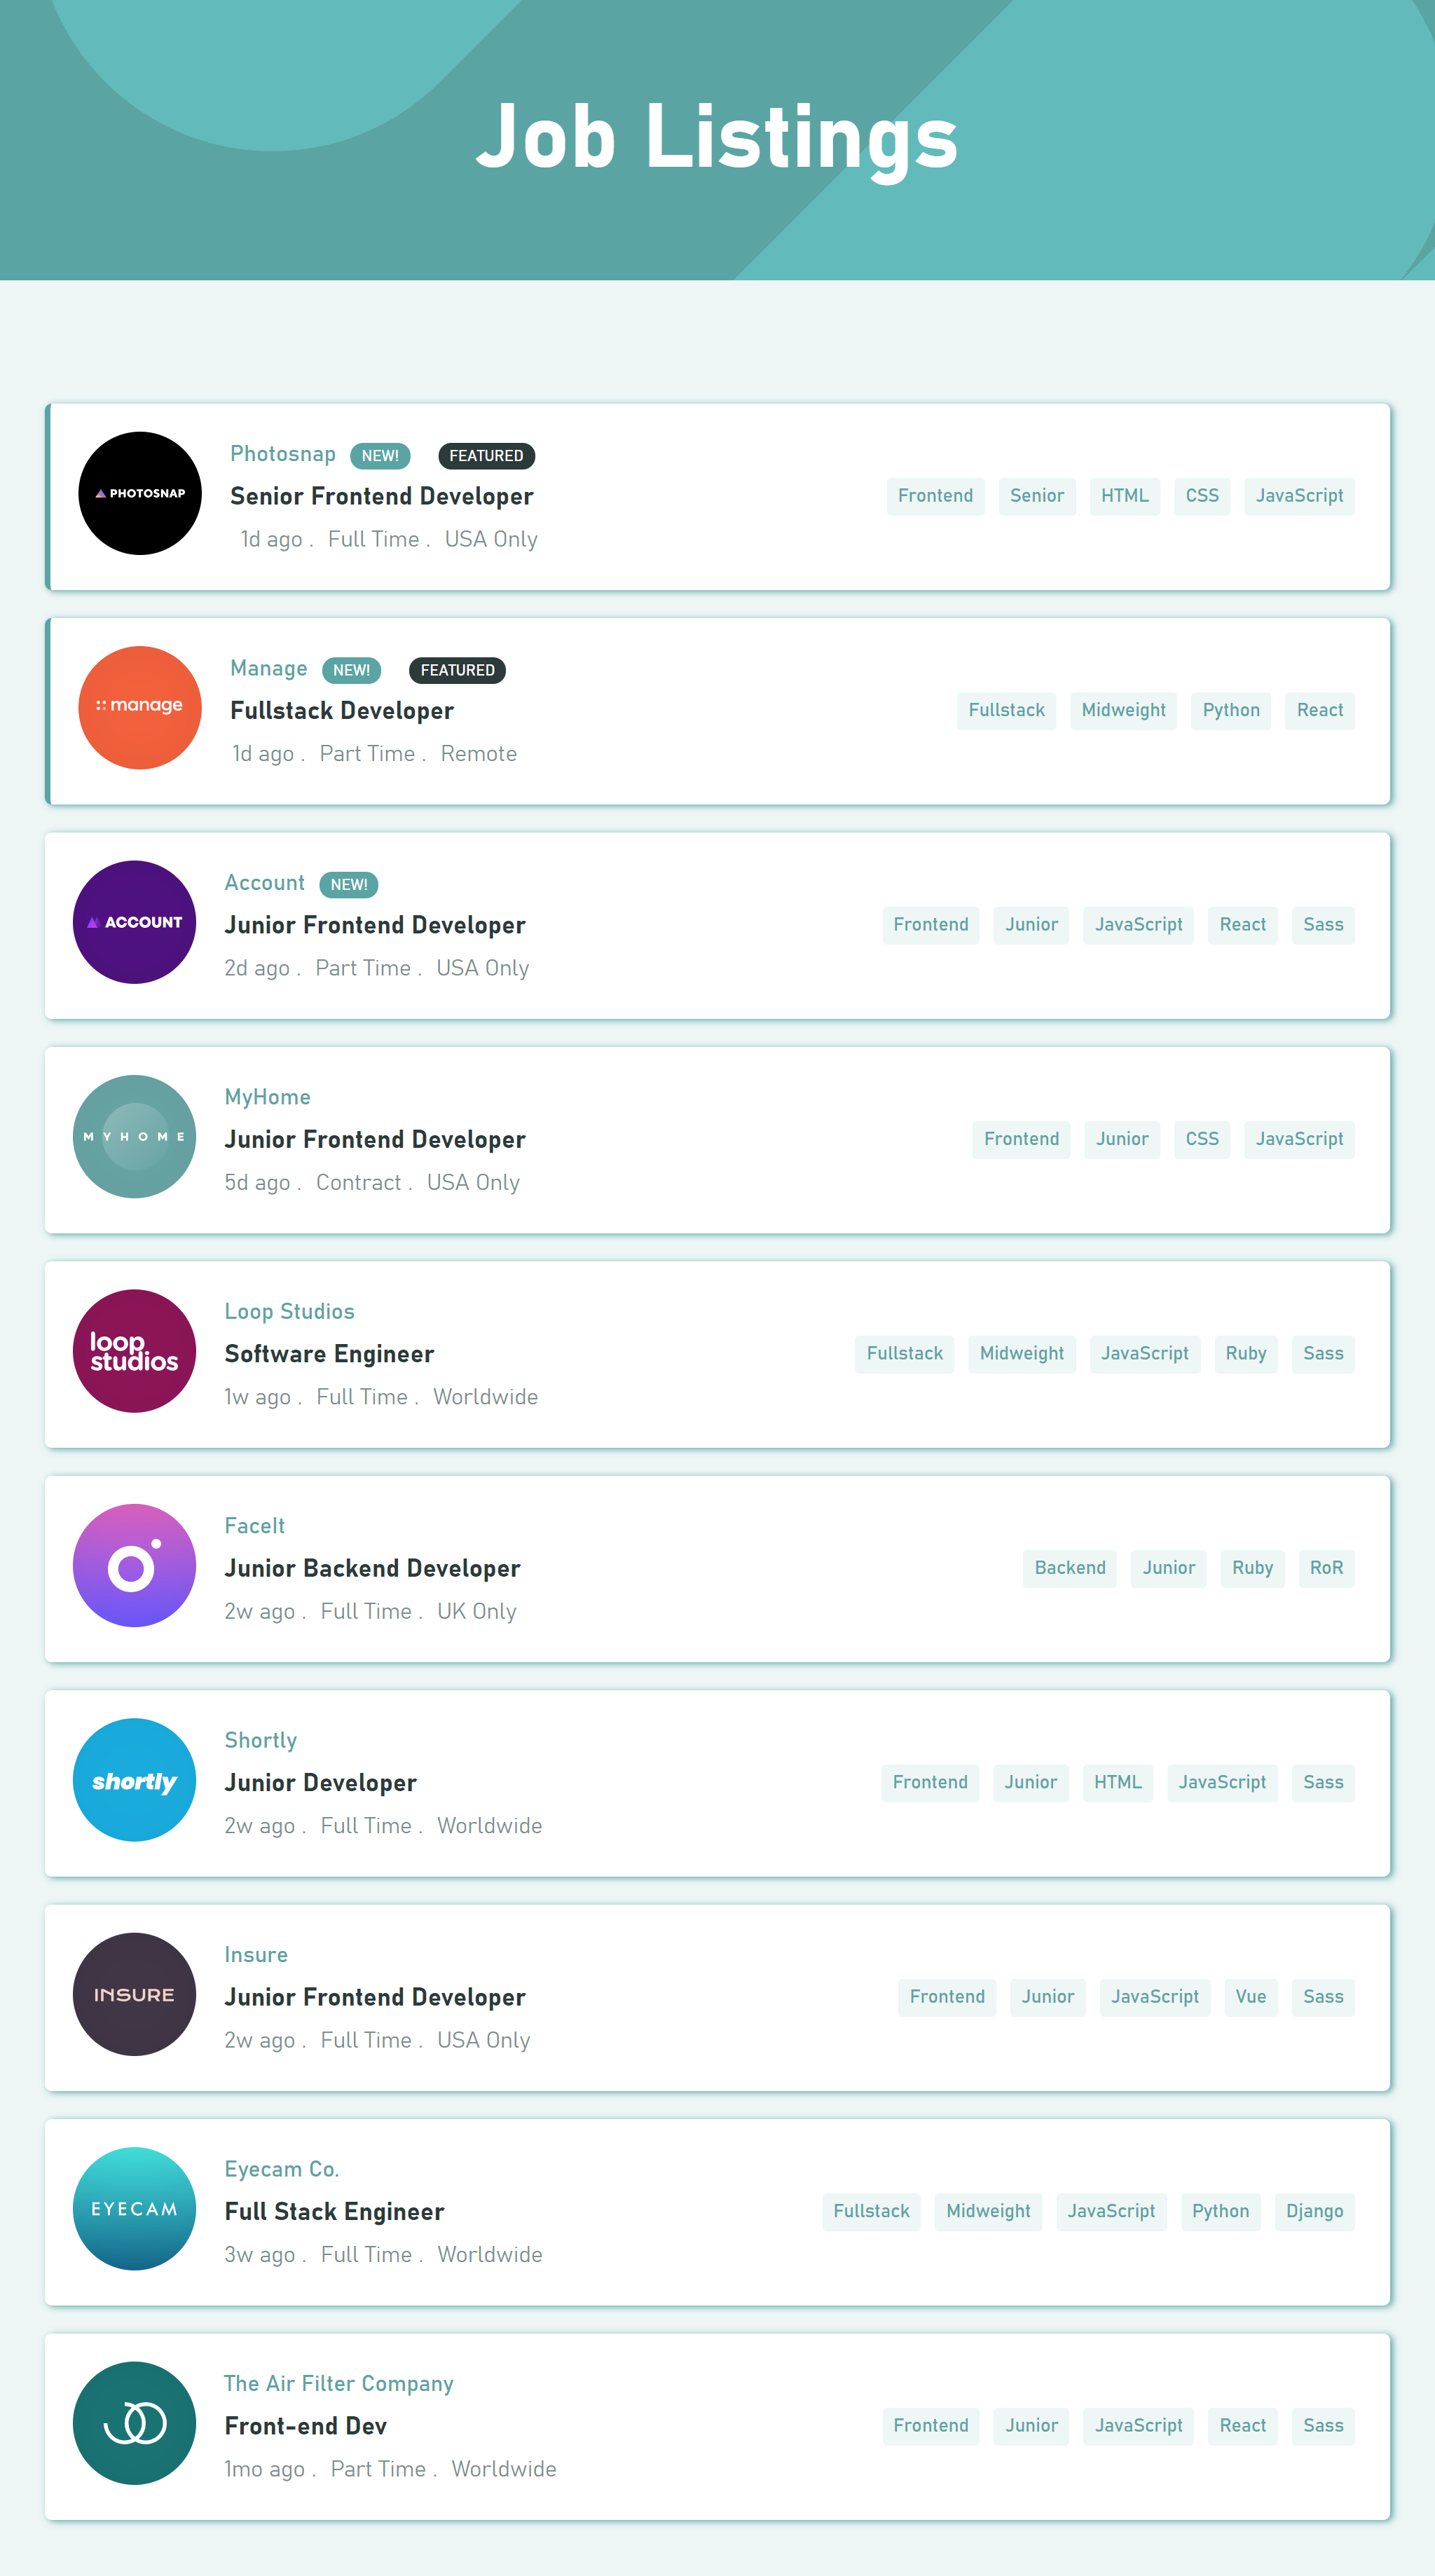 Job Listings
PHOTOSNAP
Photosnap NEW! FEATURED
Senior Frontend Developer
1d ago . Full Time . USA Only
Frontend Senior HTML CSS JavaScript
manage
Manage NEW! FEATURED
Fullstack Developer
1d ago . Part Time . Remote
Fullstack Midweight Python React
ACCOUNT
Account NEW!
Junior Frontend Developer
2d ago . Part Time . USA Only
Frontend Junior JavaScript React Sass
MYHOME
MyHome
Junior Frontend Developer
5d ago . Contract . USA Only
Frontend Junior CSS JavaScript
loop
studios
Loop Studios
Software Engineer
1w ago . Full Time . Worldwide
Fullstack Midweight JavaScript Ruby Sass
FaceIt
Junior Backend Developer
2w ago . Full Time . UK Only
Backend Junior Ruby RoR
shortly
Shortly
Junior Developer
2w ago . Full Time . Worldwide
Frontend Junior HTML JavaScript Sass
INSURE
Insure
Junior Frontend Developer
2w ago . Full Time . USA Only
Frontend Junior JavaScript Vue Sass
EYECAM
Eyecam Co.
Full Stack Engineer
3w ago . Full Time . Worldwide
Fullstack Midweight JavaScript Python Django
The Air Filter Company
Front-end Dev
1mo ago . Part Time . Worldwide
Frontend Junior JavaScript React Sass